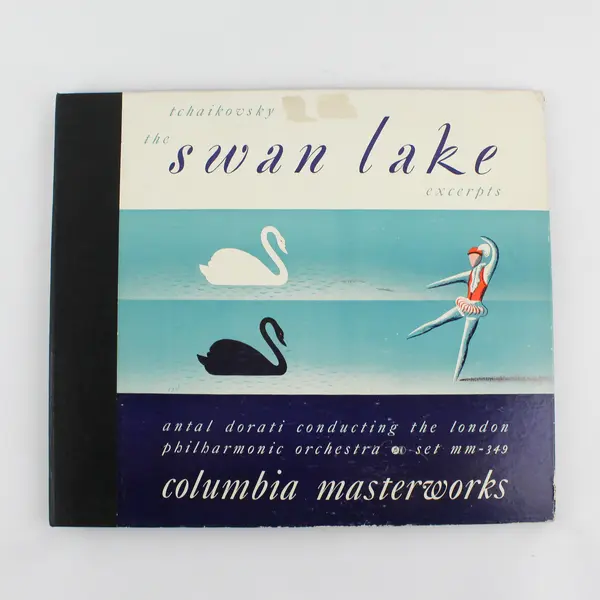 tchaikovsky
the swan lake
excerpts
antal dorati conducting the london
philharmonic orchestra set mm-349
columbia masterworks